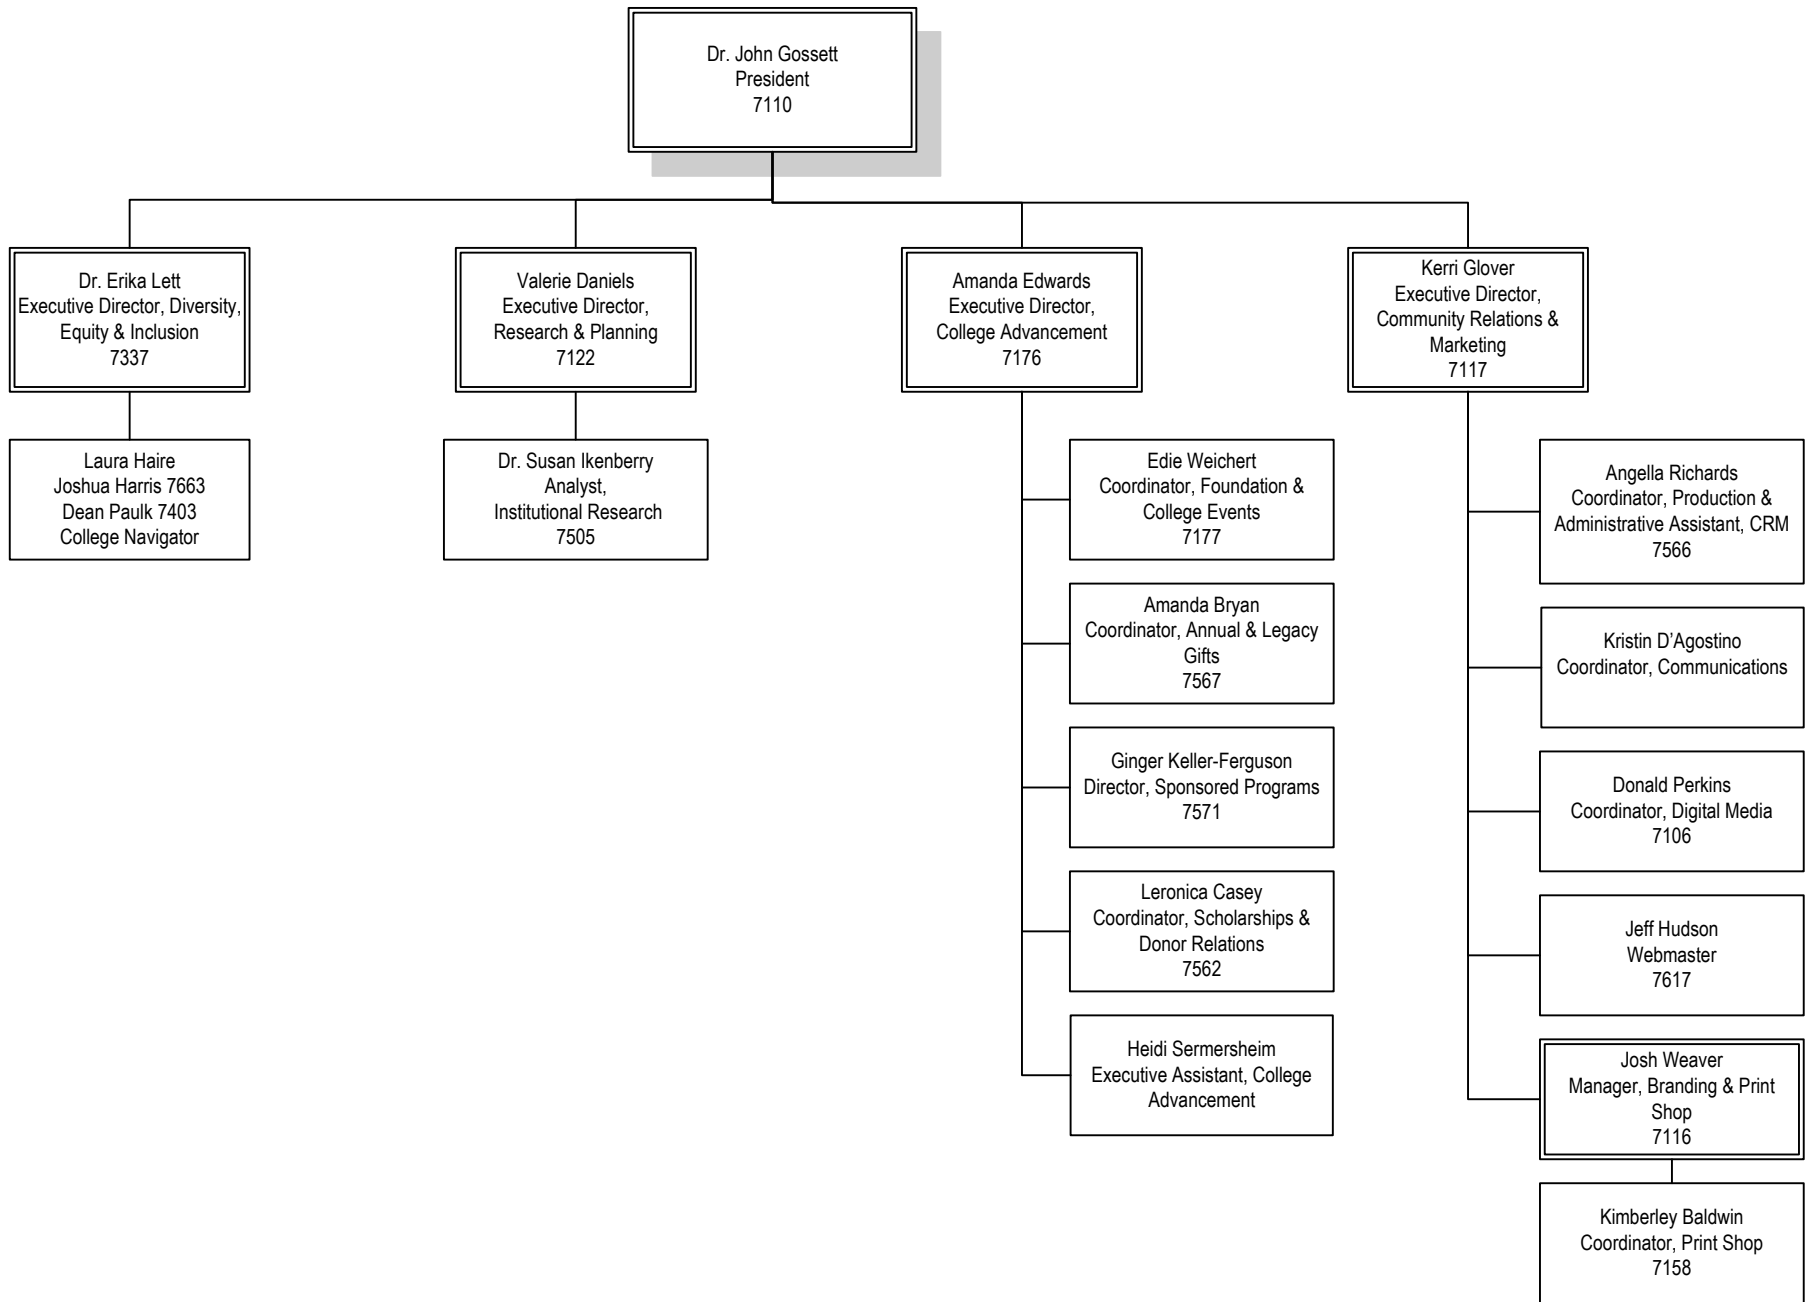 Dr. John Gossett
President
7110
Dr. Erika Lett
Executive Director, Diversity,
Equity & Inclusion
7337
Valerie Daniels
Executive Director,
Research & Planning
7122
Amanda Edwards
Executive Director,
College Advancement
7176
Kerri Glover
Executive Director,
Community Relations &
Marketing
7117
Laura Haire
Joshua Harris 7663
Dean Paulk 7403
College Navigator
Dr. Susan Ikenberry
Analyst,
Institutional Research
7505
Edie Weichert
Coordinator, Foundation &
College Events
7177
Amanda Bryan
Coordinator, Annual & Legacy
Gifts
7567
Ginger Keller-Ferguson
Director, Sponsored Programs
7571
Leronica Casey
Coordinator, Scholarships &
Donor Relations
7562
Heidi Sermersheim
Executive Assistant, College
Advancement
Angella Richards
Coordinator, Production &
Administrative Assistant, CRM
7566
Kristin D’Agostino
Coordinator, Communications
Donald Perkins
Coordinator, Digital Media
7106
Jeff Hudson
Webmaster
7617
Josh Weaver
Manager, Branding & Print
Shop
7116
Kimberley Baldwin
Coordinator, Print Shop
7158